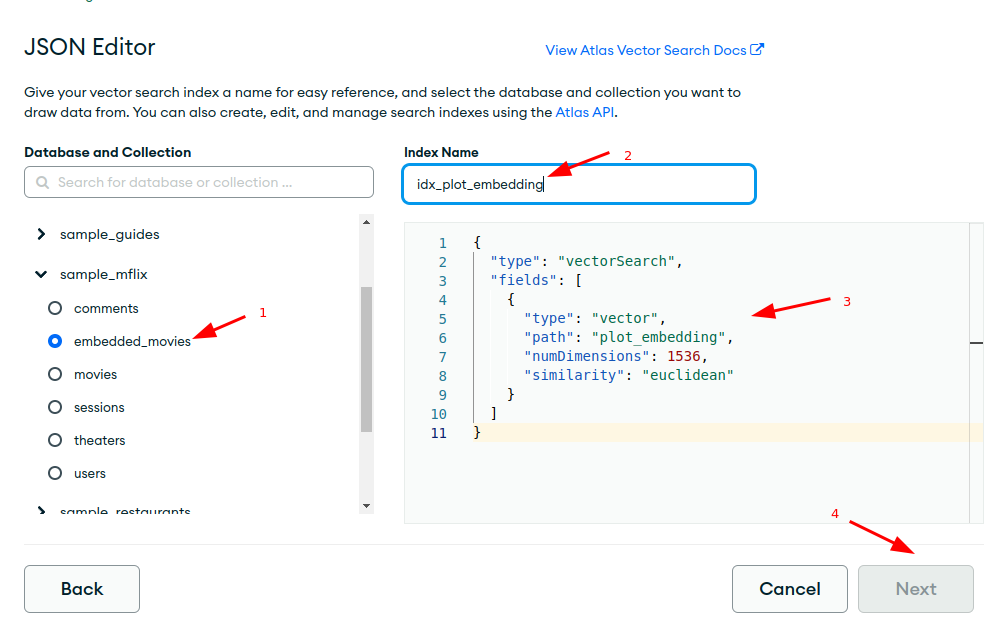 JSON Editor
View Atlas Vector Search Docs
Give your vector search index a name for easy reference, and select the database and collection you want to
draw data from. You can also create, edit, and manage search indexes using the Atlas API.
Database and Collection
Search for database or collection ...
sample_guides
sample_mflix
comments
embedded_movies
1
movies
sessions
theaters
users
sample_restaurants
Index Name
2
idx_plot_embedding
1 {
2 "type": "vectorSearch",
3 "fields": [
4 {
5 "type": "vector",
6 "path": "plot_embedding",
7 "numDimensions": 1536,
8 "similarity": "euclidean"
9 }
10 ]
11 }
3
4
Back
Cancel
Next